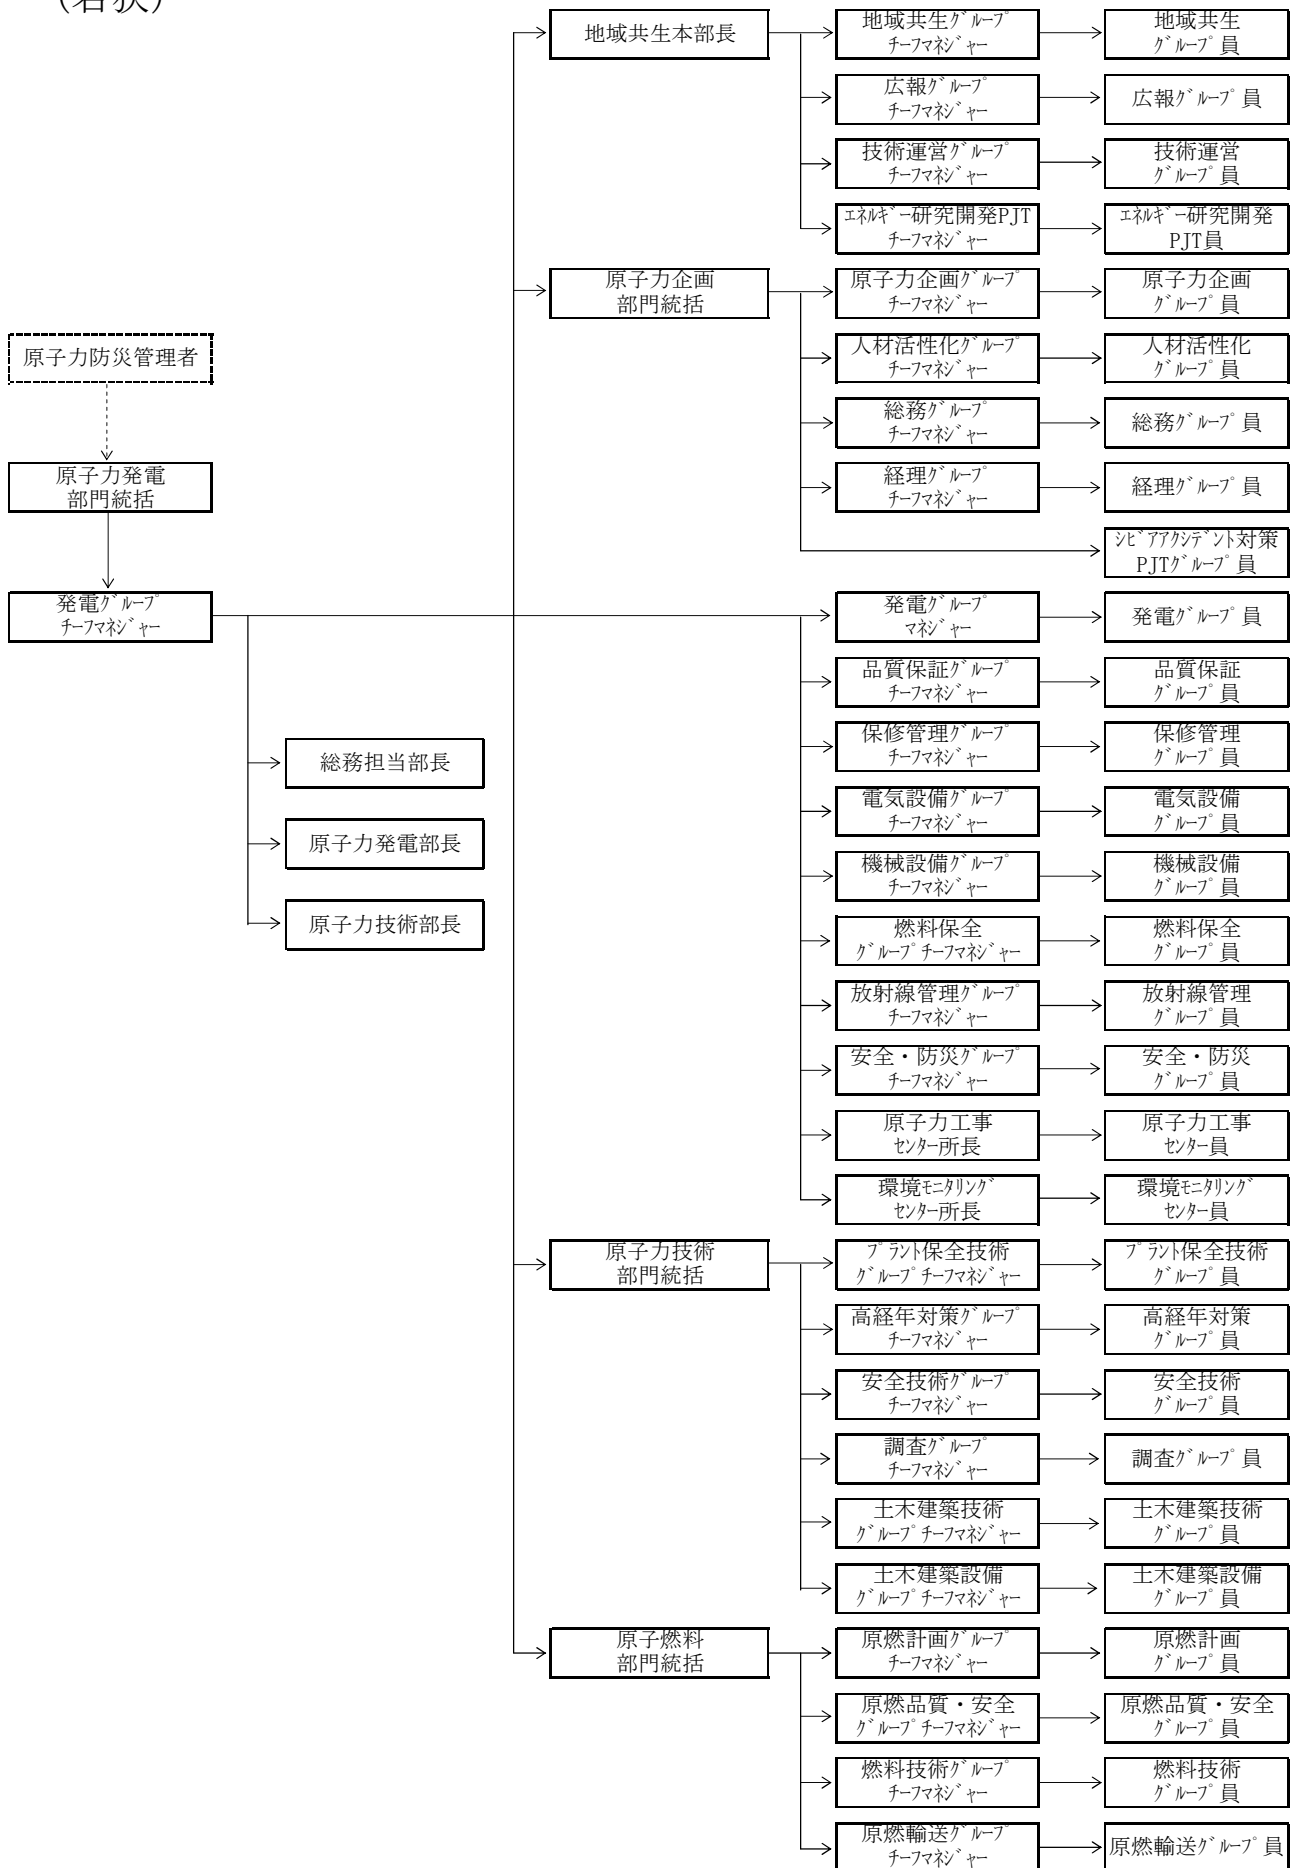 (若狭)
地域共生本部長
地域共生ｸﾞﾙｰﾌﾟ
ﾁｰﾌﾏﾈｼﾞｬｰ
地域共生
ｸﾞﾙｰﾌﾟ員
広報ｸﾞﾙｰﾌﾟ
ﾁｰﾌﾏﾈｼﾞｬｰ
広報ｸﾞﾙｰﾌﾟ員
技術運営ｸﾞﾙｰﾌﾟ
ﾁｰﾌﾏﾈｼﾞｬｰ
技術運営
ｸﾞﾙｰﾌﾟ員
ｴﾈﾙｷﾞｰ研究開発PJT
ﾁｰﾌﾏﾈｼﾞｬｰ
ｴﾈﾙｷﾞｰ研究開発
PJT員
原子力企画
部門統括
原子力企画ｸﾞﾙｰﾌﾟ
ﾁｰﾌﾏﾈｼﾞｬｰ
原子力企画
ｸﾞﾙｰﾌﾟ員
原子力防災管理者
人材活性化ｸﾞﾙｰﾌﾟ
ﾁｰﾌﾏﾈｼﾞｬｰ
人材活性化
ｸﾞﾙｰﾌﾟ員
総務ｸﾞﾙｰﾌﾟ
ﾁｰﾌﾏﾈｼﾞｬｰ
総務ｸﾞﾙｰﾌﾟ員
原子力発電
部門統括
経理ｸﾞﾙｰﾌﾟ
ﾁｰﾌﾏﾈｼﾞｬｰ
経理ｸﾞﾙｰﾌﾟ員
ｼﾋﾞｱｱｸｼﾃﾞﾝﾄ対策
PJTｸﾞﾙｰﾌﾟ員
発電ｸﾞﾙｰﾌﾟ
ﾁｰﾌﾏﾈｼﾞｬｰ
発電ｸﾞﾙｰﾌﾟ
ﾏﾈｼﾞｬｰ
発電ｸﾞﾙｰﾌﾟ員
品質保証ｸﾞﾙｰﾌﾟ
ﾁｰﾌﾏﾈｼﾞｬｰ
品質保証
ｸﾞﾙｰﾌﾟ員
総務担当部長
保修管理ｸﾞﾙｰﾌﾟ
ﾁｰﾌﾏﾈｼﾞｬｰ
保修管理
ｸﾞﾙｰﾌﾟ員
電気設備ｸﾞﾙｰﾌﾟ
ﾁｰﾌﾏﾈｼﾞｬｰ
電気設備
ｸﾞﾙｰﾌﾟ員
原子力発電部長
機械設備ｸﾞﾙｰﾌﾟ
ﾁｰﾌﾏﾈｼﾞｬｰ
機械設備
ｸﾞﾙｰﾌﾟ員
原子力技術部長
燃料保全
ｸﾞﾙｰﾌﾟﾁｰﾌﾏﾈｼﾞｬｰ
燃料保全
ｸﾞﾙｰﾌﾟ員
放射線管理ｸﾞﾙｰﾌﾟ
ﾁｰﾌﾏﾈｼﾞｬｰ
放射線管理
ｸﾞﾙｰﾌﾟ員
安全・防災ｸﾞﾙｰﾌﾟ
ﾁｰﾌﾏﾈｼﾞｬｰ
安全・防災
ｸﾞﾙｰﾌﾟ員
原子力工事
ｾﾝﾀｰ所長
原子力工事
ｾﾝﾀｰ員
環境ﾓﾆﾀﾘﾝｸﾞ
ｾﾝﾀｰ所長
環境ﾓﾆﾀﾘﾝｸﾞ
ｾﾝﾀｰ員
原子力技術
部門統括
ﾌﾟﾗﾝﾄ保全技術
ｸﾞﾙｰﾌﾟﾁｰﾌﾏﾈｼﾞｬｰ
ﾌﾟﾗﾝﾄ保全技術
ｸﾞﾙｰﾌﾟ員
高経年対策ｸﾞﾙｰﾌﾟ
ﾁｰﾌﾏﾈｼﾞｬｰ
高経年対策
ｸﾞﾙｰﾌﾟ員
安全技術ｸﾞﾙｰﾌﾟ
ﾁｰﾌﾏﾈｼﾞｬｰ
安全技術
ｸﾞﾙｰﾌﾟ員
調査ｸﾞﾙｰﾌﾟ
ﾁｰﾌﾏﾈｼﾞｬｰ
調査ｸﾞﾙｰﾌﾟ員
土木建築技術
ｸﾞﾙｰﾌﾟﾁｰﾌﾏﾈｼﾞｬｰ
土木建築技術
ｸﾞﾙｰﾌﾟ員
土木建築設備
ｸﾞﾙｰﾌﾟﾁｰﾌﾏﾈｼﾞｬｰ
土木建築設備
ｸﾞﾙｰﾌﾟ員
原子燃料
部門統括
原燃計画ｸﾞﾙｰﾌﾟ
ﾁｰﾌﾏﾈｼﾞｬｰ
原燃計画
ｸﾞﾙｰﾌﾟ員
原燃品質・安全
ｸﾞﾙｰﾌﾟﾁｰﾌﾏﾈｼﾞｬｰ
原燃品質・安全
ｸﾞﾙｰﾌﾟ員
燃料技術ｸﾞﾙｰﾌﾟ
ﾁｰﾌﾏﾈｼﾞｬｰ
燃料技術
ｸﾞﾙｰﾌﾟ員
原燃輸送ｸﾞﾙｰﾌﾟ
ﾁｰﾌﾏﾈｼﾞｬｰ
原燃輸送ｸﾞﾙｰﾌﾟ員